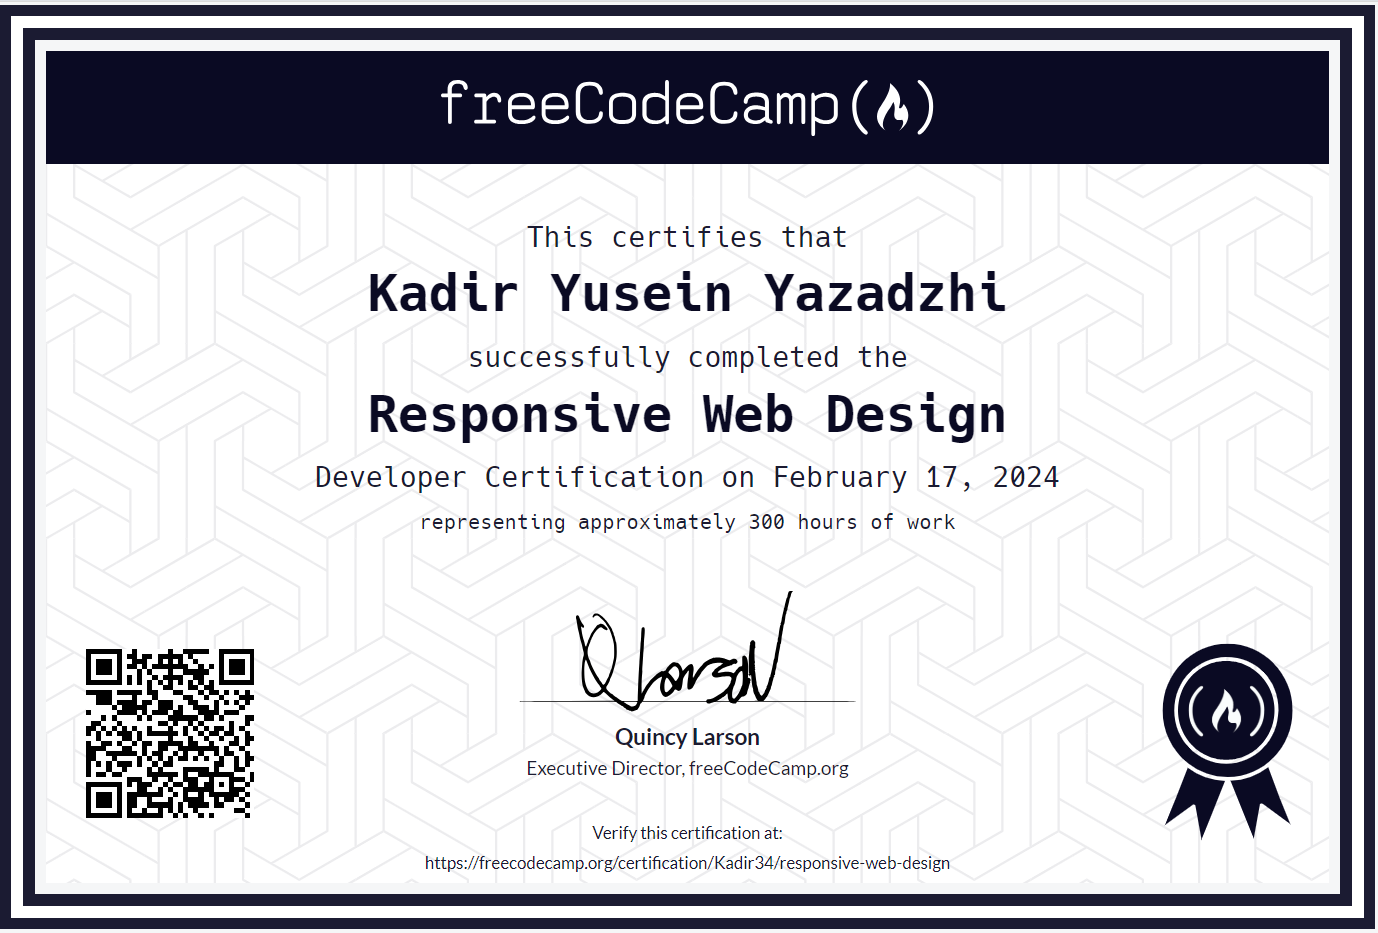 freeCodeCamp
This certifies that
Kadir Yusein Yazadzhi
successfully completed the
Responsive Web Design
Developer Certification on February 17, 2024
representing approximately 300 hours of work
Q Larson
Quincy Larson
Executive Director, freeCodeCamp.org
Verify this certification at:
https://freecodecamp.org/certification/Kadir34/responsive-web-design